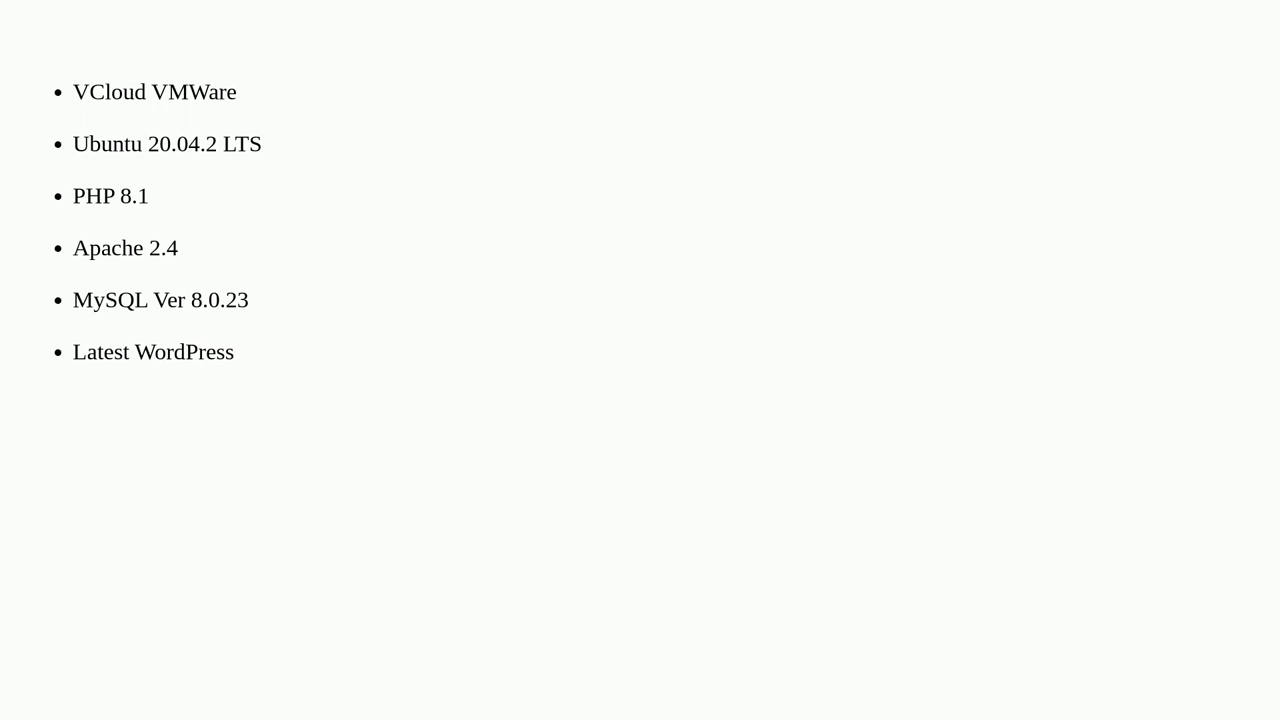 • VCloud VMWare
• Ubuntu 20.04.2 LTS
• PHP 8.1
• Apache 2.4
• MySQL Ver 8.0.23
• Latest WordPress